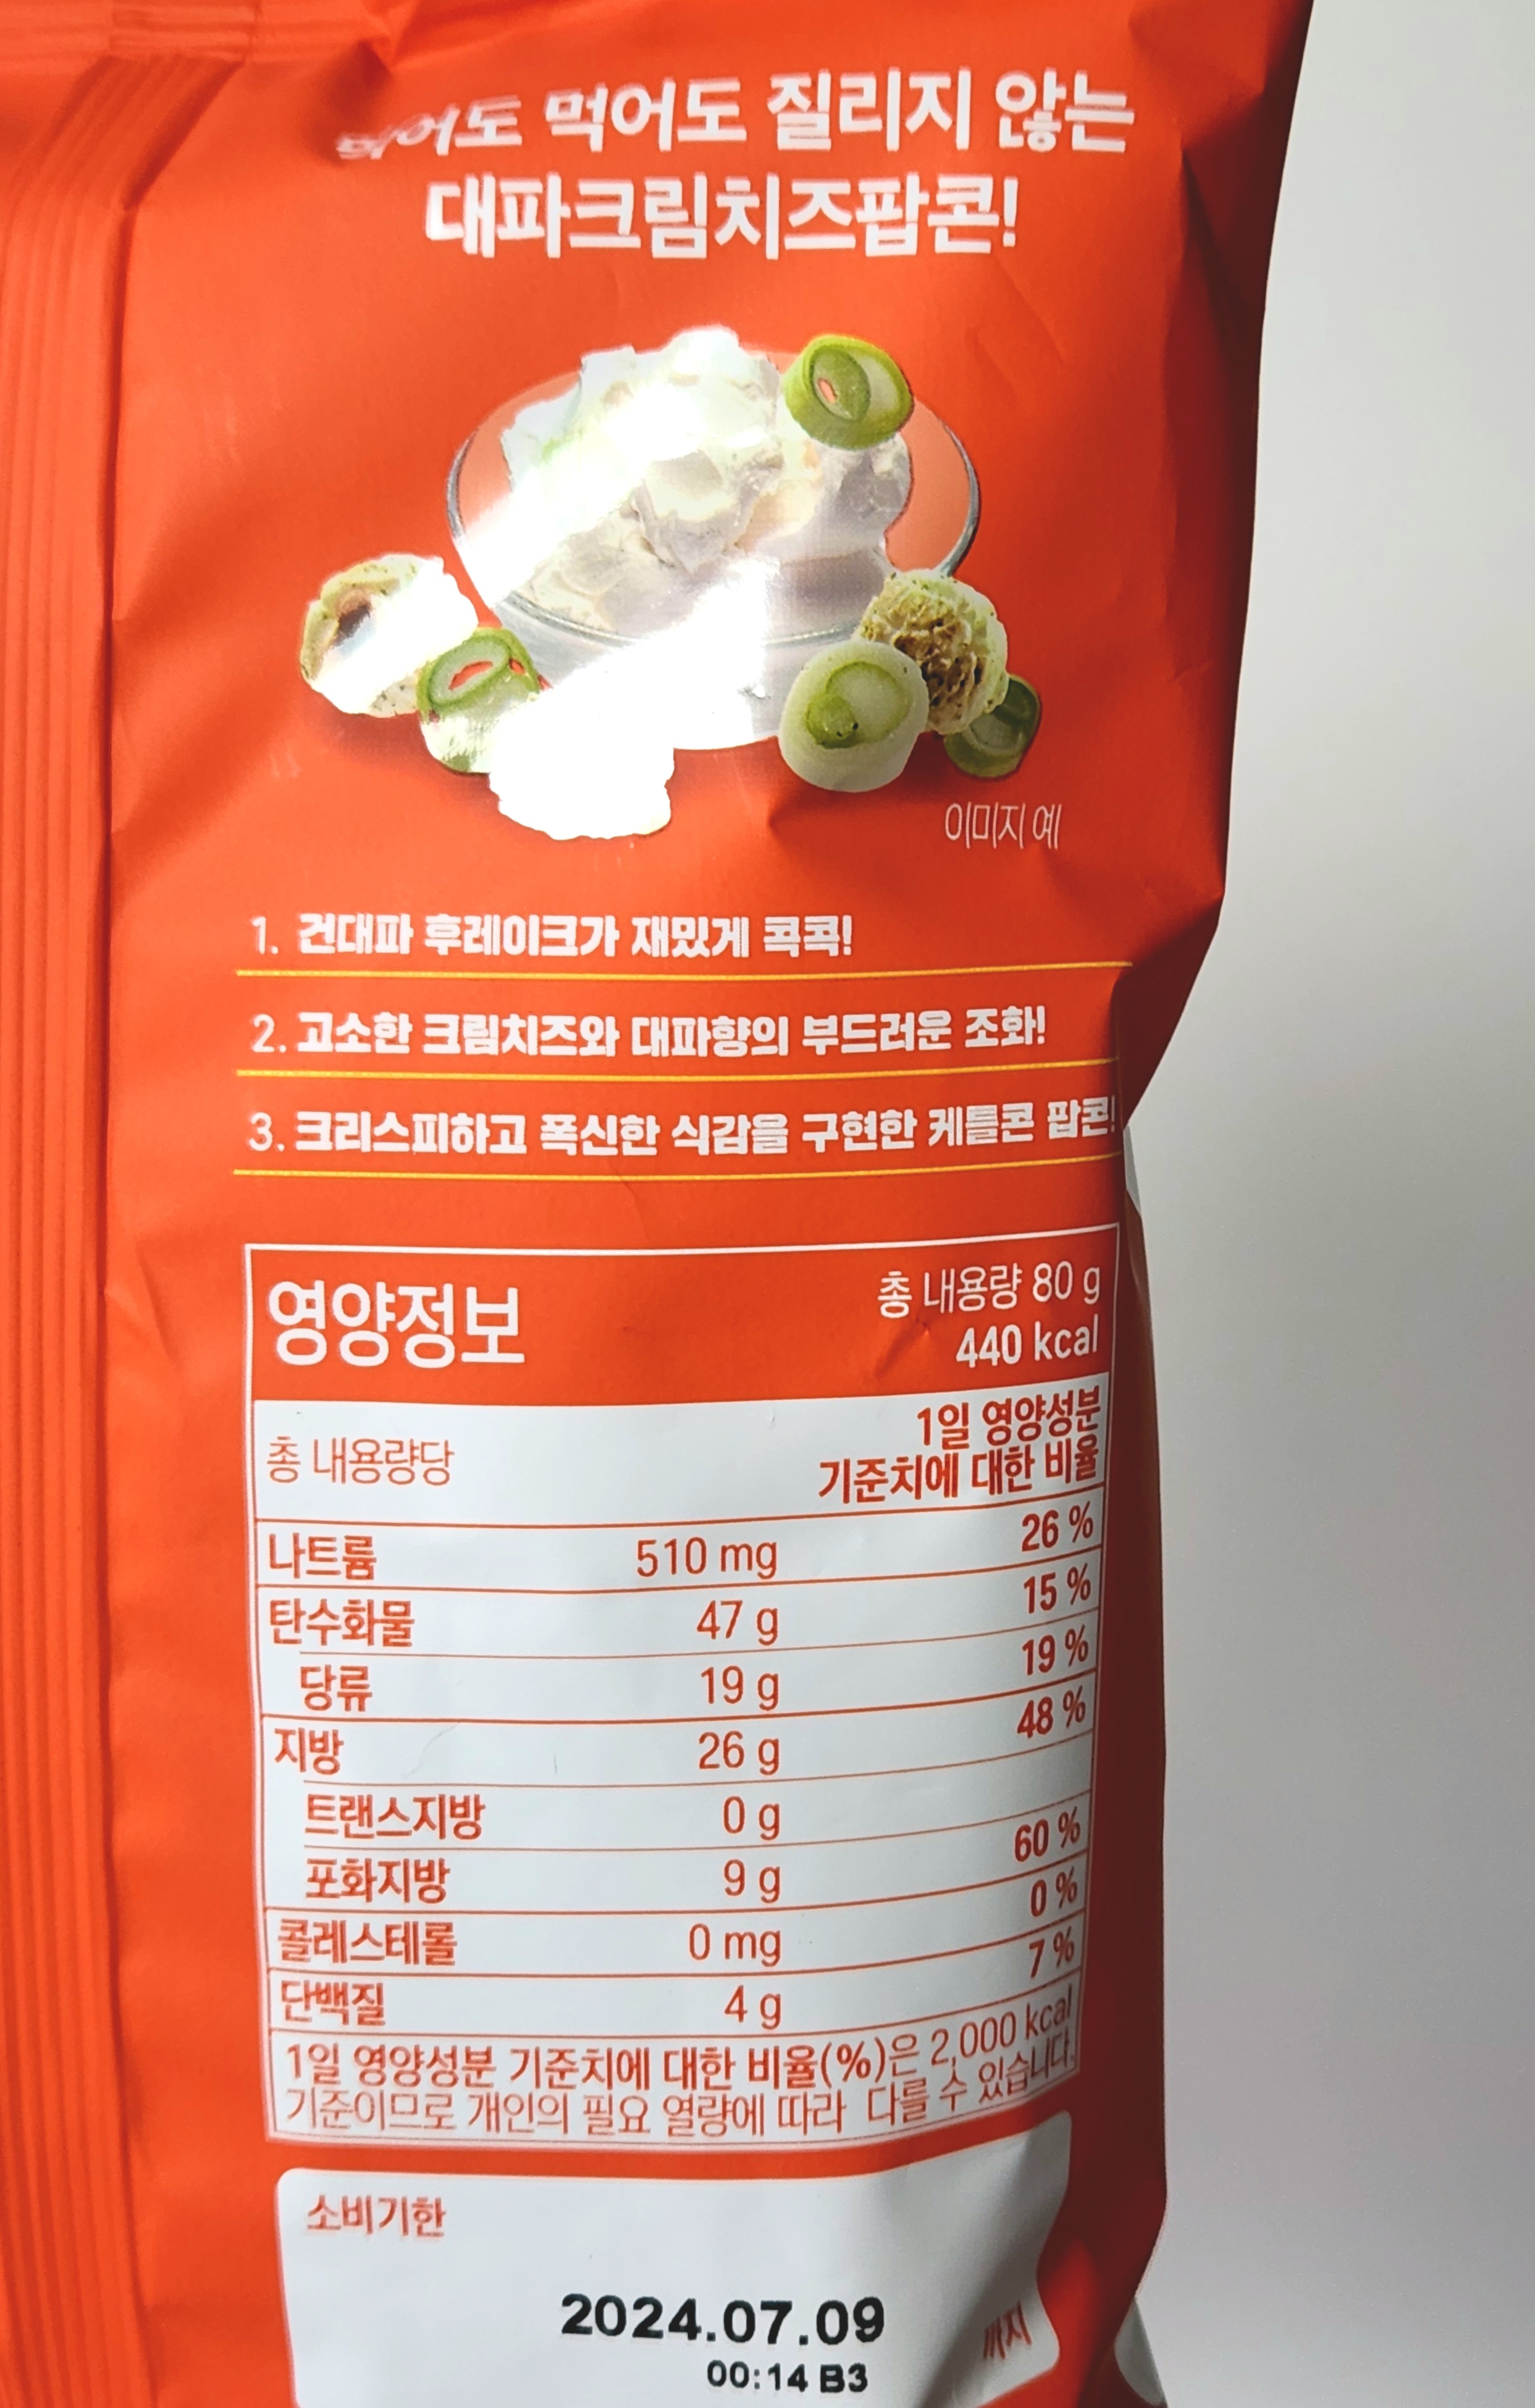 먹어도 먹어도 질리지 않는
대파크림치즈팝콘!
이미지 예
1. 건대파 후레이크가 재밌게 콕콕!
2. 고소한 크림치즈와 대파향의 부드러운 조화!
3. 크리스피하고 폭신한 식감을 구현한 케틀콘 팝콘!
영양정보
총 내용량 80 g
440 kcal
총 내용량당
1일 영양성분
기준치에 대한 비율
나트륨 510 mg 26 %
탄수화물 47 g 15 %
당류 19 g 19 %
지방 26 g 48 %
트랜스지방 0 g
포화지방 9 g 60 %
콜레스테롤 0 mg 0 %
단백질 4 g 7 %
1일 영양성분 기준치에 대한 비율(%)은 2,000 kcal
기준이므로 개인의 필요 열량에 따라 다를 수 있습니다.
소비기한
2024.07.09 까지
00:14 B3